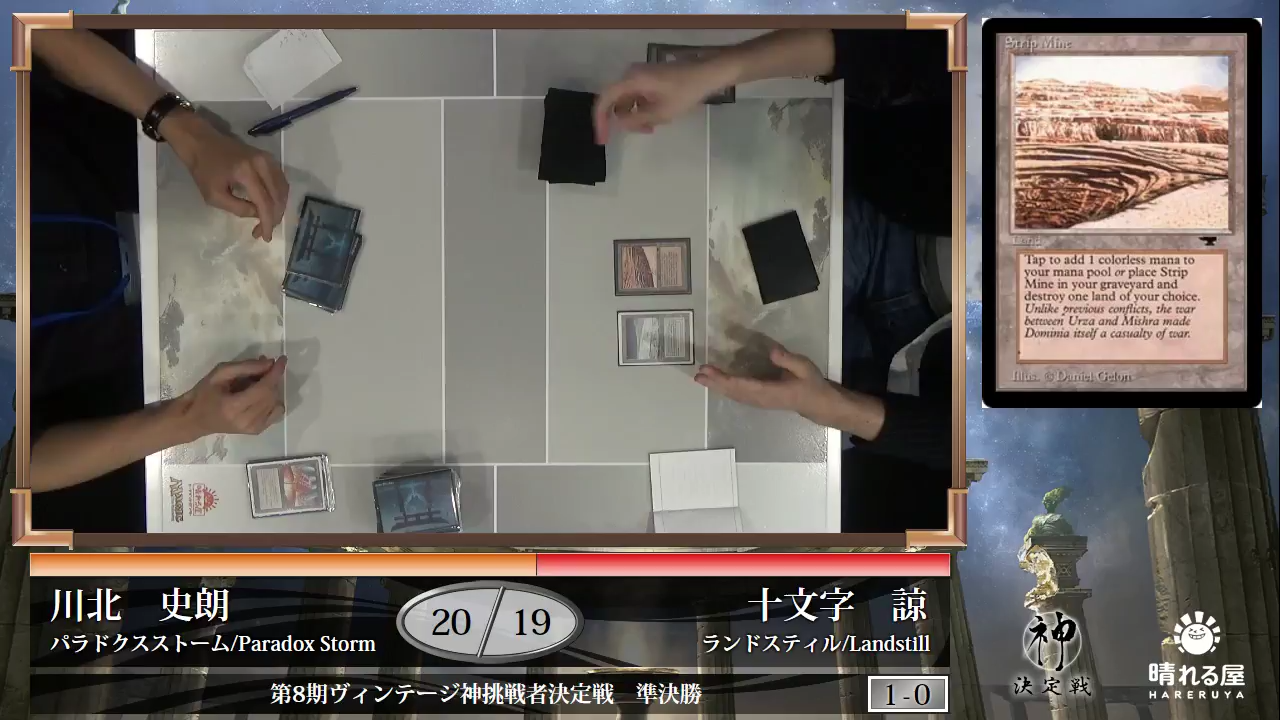 Strip Mine
Land
Tap to add 1 colorless mana to
your mana pool or place Strip
Mine in your graveyard and
destroy one land of your choice.
Unlike previous conflicts, the war
between Urza and Mishra made
Dominia itself a casualty of war.
Illus. © Daniel Gelon
川北 史朗
パラドクスストーム/Paradox Storm
20 / 19
十文字 諒
ランドスティル/Landstill
第8期ヴィンテージ神挑戦者決定戦 準決勝
1-0
神
決定戦
晴れる屋
HARERUYA